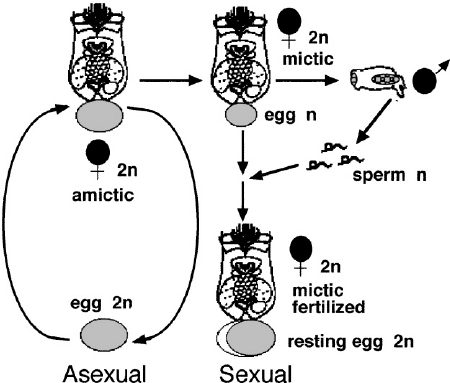 2n
mictic
egg n
sperm n
2n
amictic
2n
mictic
fertilized
egg 2n
resting egg 2n
Asexual
Sexual